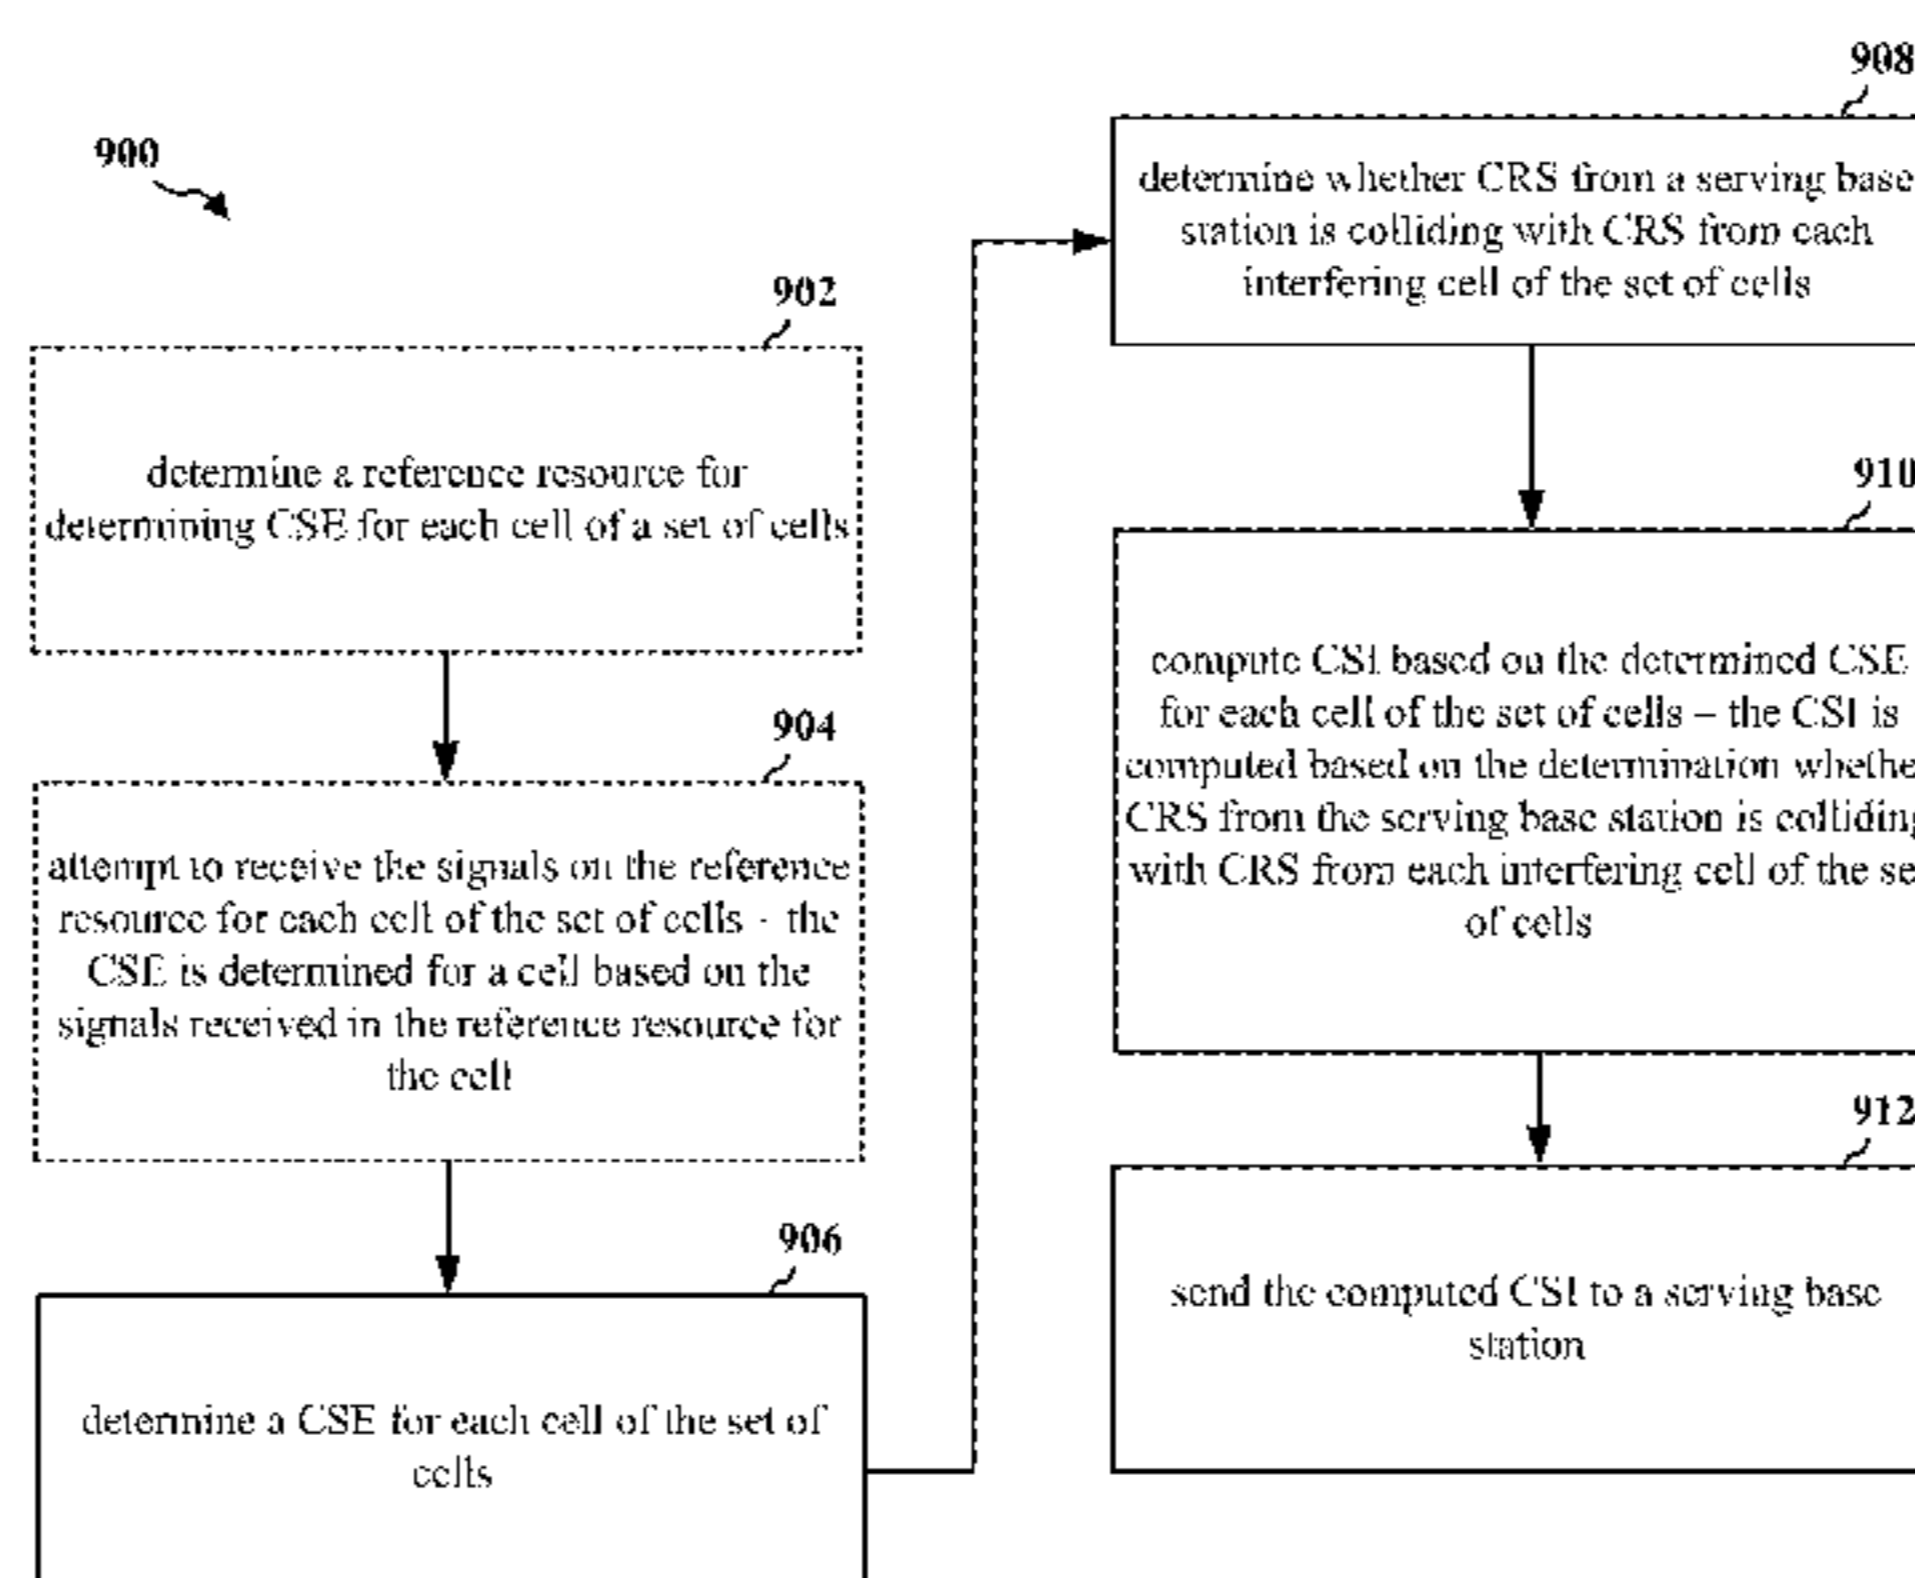 900
902
determine a reference resource for
determining CSE for each cell of a set of cells
904
attempt to receive the signals on the reference
resource for each cell of the set of cells - the
CSE is determined for a cell based on the
signals received in the reference resource for
the cell
906
determine a CSE for each cell of the set of
cells
908
determine whether CRS from a serving base
station is colliding with CRS from each
interfering cell of the set of cells
910
compute CSI based on the determined CSE
for each cell of the set of cells – the CSI is
computed based on the determination whethe
CRS from the serving base station is colliding
with CRS from each interfering cell of the se
of cells
912
send the computed CSI to a serving base
station